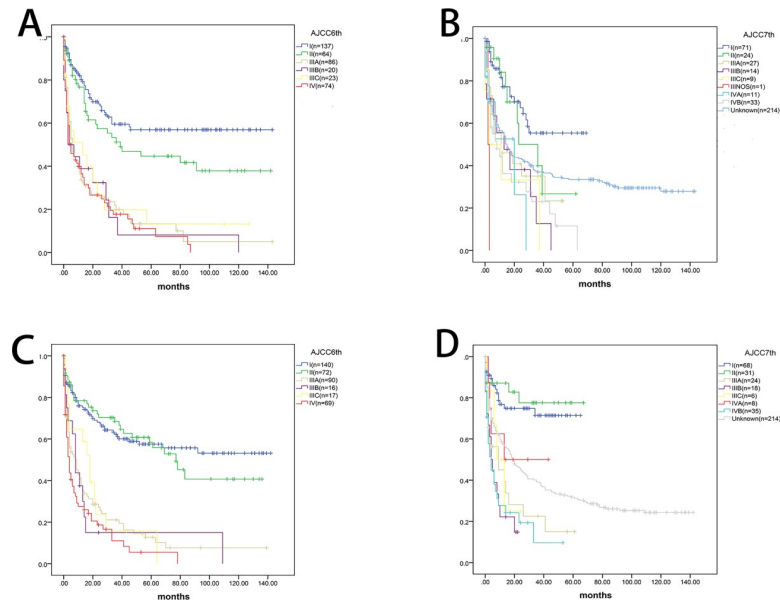 A
AJCC6th
I(n=137)
II(n=64)
IIIA(n=86)
IIIB(n=20)
IIIC(n=23)
IV(n=74)
1.0
0.8
0.6
0.4
0.2
0.0
.00 20.00 40.00 60.00 80.00 100.00 120.00 140.00
months
B
AJCC7th
I(n=71)
II(n=24)
IIIA(n=27)
IIIB(n=14)
IIIC(n=9)
IIINOS(n=1)
IVA(n=11)
IVB(n=33)
Unknown(n=214)
1.0
0.8
0.6
0.4
0.2
0.0
.00 20.00 40.00 60.00 80.00 100.00 120.00 140.00
months
C
AJCC6th
I(n=140)
II(n=72)
IIIA(n=90)
IIIB(n=16)
IIIC(n=17)
IV(n=69)
1.0
0.8
0.6
0.4
0.2
0.0
.00 20.00 40.00 60.00 80.00 100.00 120.00 140.00
months
D
AJCC7th
I(n=68)
II(n=31)
IIIA(n=24)
IIIB(n=18)
IIIC(n=6)
IVA(n=8)
IVB(n=35)
Unknown(n=214)
1.0
0.8
0.6
0.4
0.2
0.0
.00 20.00 40.00 60.00 80.00 100.00 120.00 140.00
months